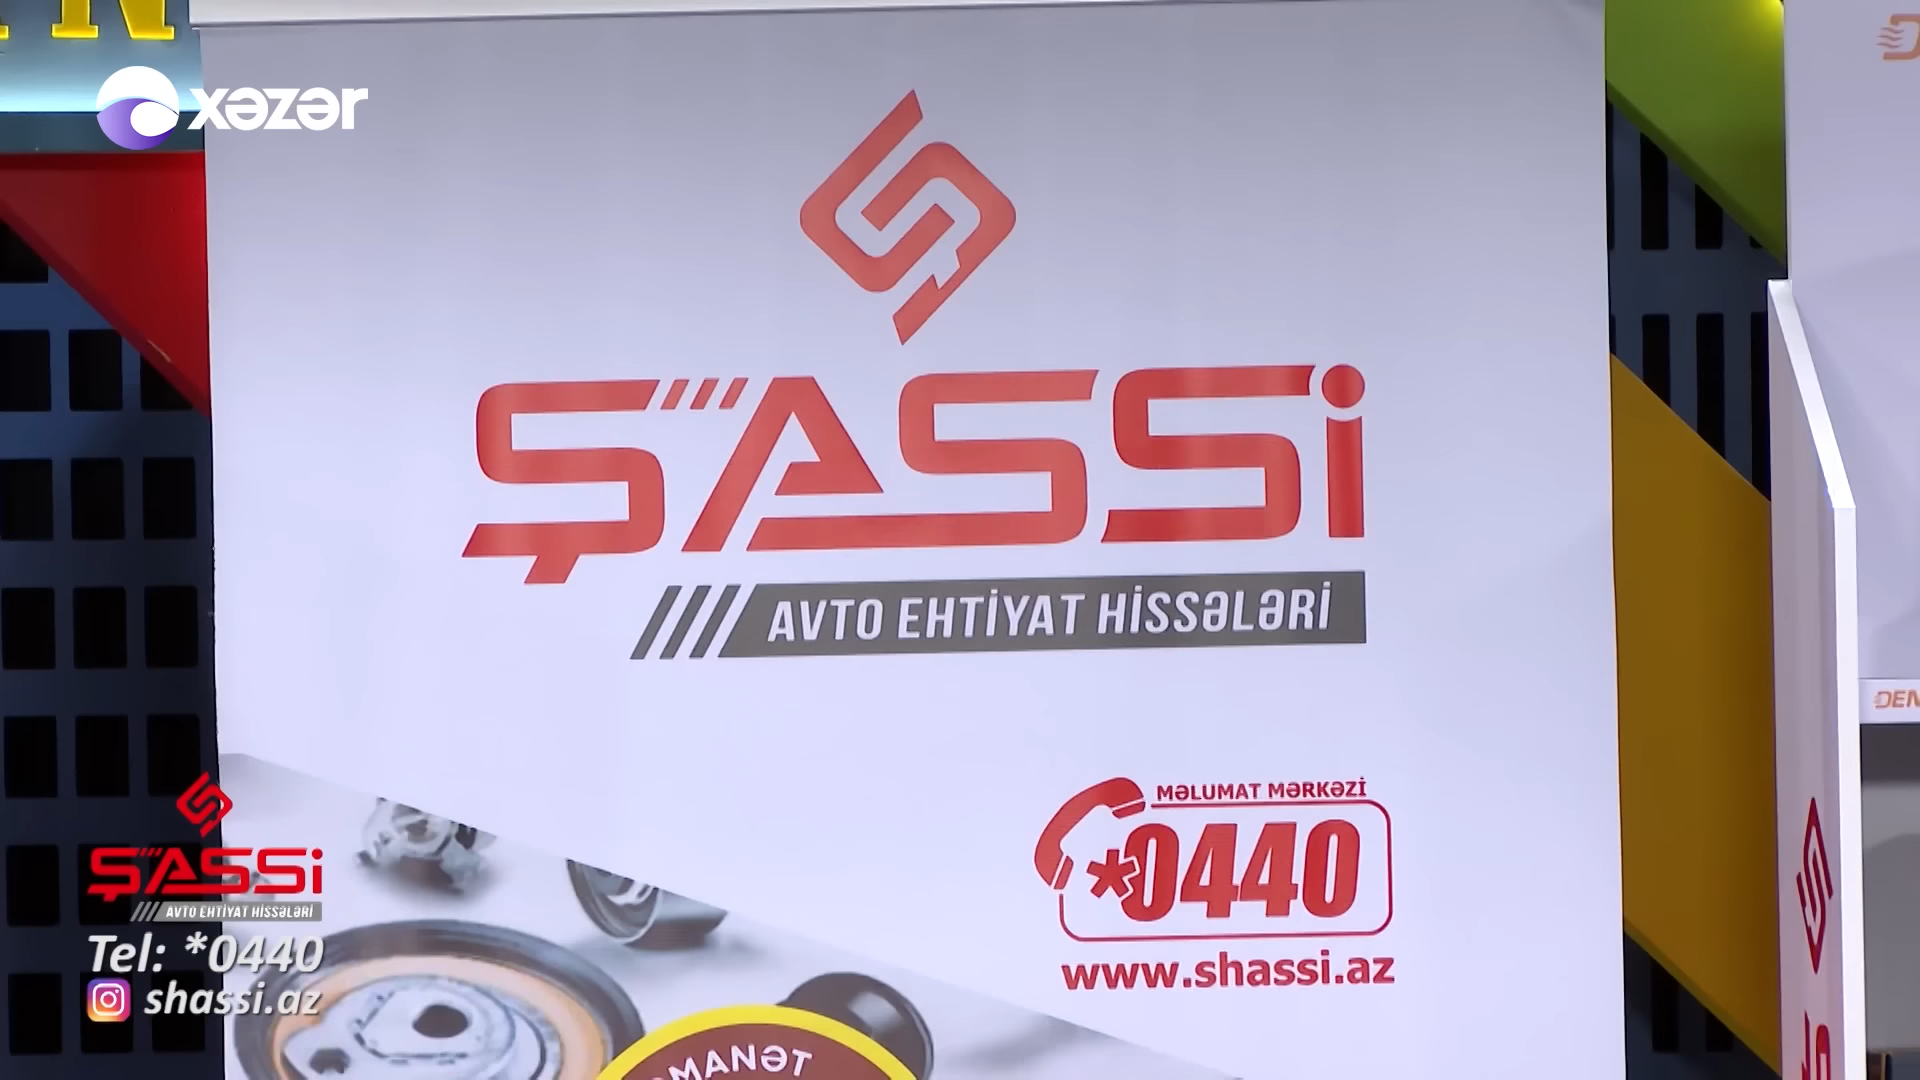 xəzər
ŞASSi
AVTO EHTİYAT HİSSƏLƏRİ
MƏLUMAT MƏRKƏZİ
*0440
www.shassi.az
ŞASSi
AVTO EHTİYAT HİSSƏLƏRİ
Tel: *0440
shassi.az